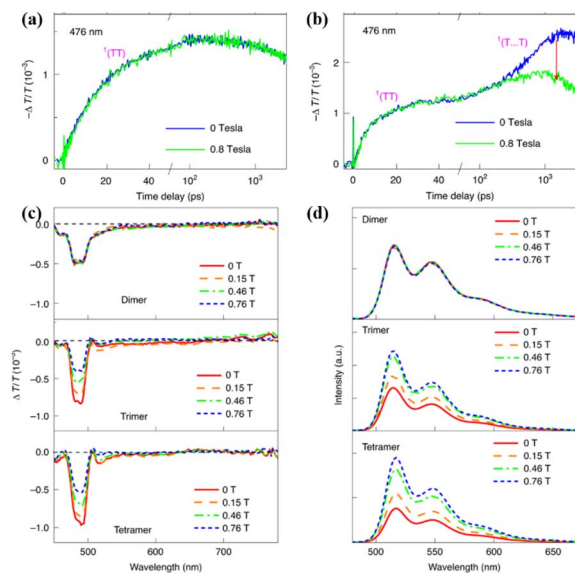 (a)
476 nm
¹(TT)
0 Tesla
0.8 Tesla
−Δ T/T (10⁻³)
1
0
0 20 40 10² 10³
Time delay (ps)
(b)
476 nm
¹(T...T)
¹(TT)
0 Tesla
0.8 Tesla
−Δ T/T (10⁻³)
2
1
0
0 20 40 10² 10³
Time delay (ps)
(c)
0.0
−0.5
−1.0
0 T
0.15 T
0.46 T
0.76 T
Dimer
0.0
−0.5
−1.0
0 T
0.15 T
0.46 T
0.76 T
Trimer
0.0
−0.5
−1.0
0 T
0.15 T
0.46 T
0.76 T
Tetramer
500 600 700
Wavelength (nm)
(d)
Dimer
0 T
0.15 T
0.46 T
0.76 T
Intensity (a.u.)
Trimer
0 T
0.15 T
0.46 T
0.76 T
Tetramer
0 T
0.15 T
0.46 T
0.76 T
500 550 600 650
Wavelength (nm)